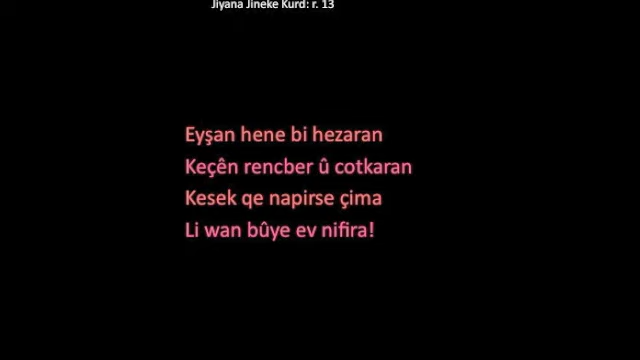 Jiyana Jineke Kurd: r. 13
Eyşan hene bi hezaran
Keçên rencber û cotkaran
Kesek qe napirse çima
Li wan bûye ev nifira!